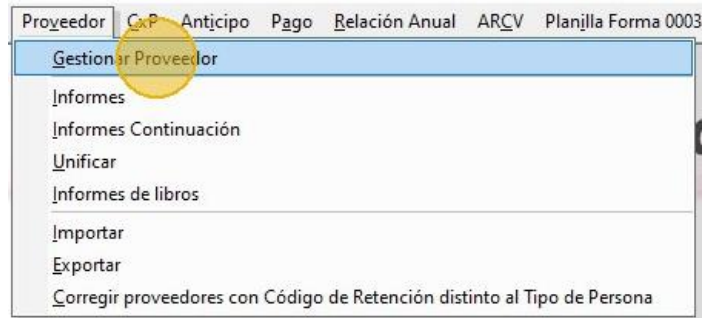 Proveedor CxP Anticipo Pago Relación Anual ARCV Planilla Forma 0003
Gestionar Proveedor
Informes
Informes Continuación
Unificar
Informes de libros
Importar
Exportar
Corregir proveedores con Código de Retención distinto al Tipo de Persona